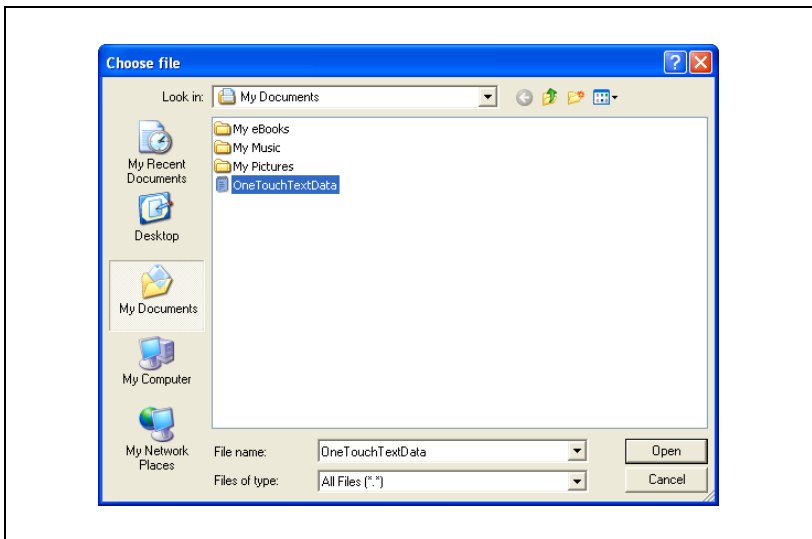 Choose file
Look in:
My Documents
My Recent
Documents
Desktop
My Documents
My Computer
My Network
Places
My eBooks
My Music
My Pictures
OneTouchTextData
File name:
OneTouchTextData
Open
Files of type:
All Files (*.*)
Cancel